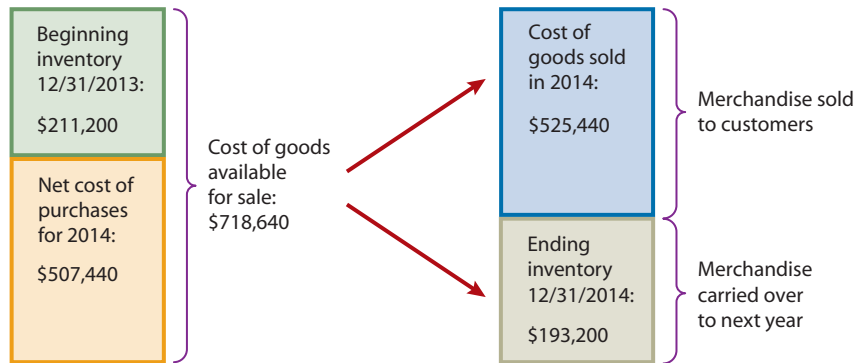 Beginning
inventory
12/31/2013:
$211,200
Net cost of
purchases
for 2014:
$507,440
Cost of goods
available
for sale:
$718,640
Cost of
goods sold
in 2014:
$525,440
Merchandise sold
to customers
Ending
inventory
12/31/2014:
$193,200
Merchandise
carried over
to next year